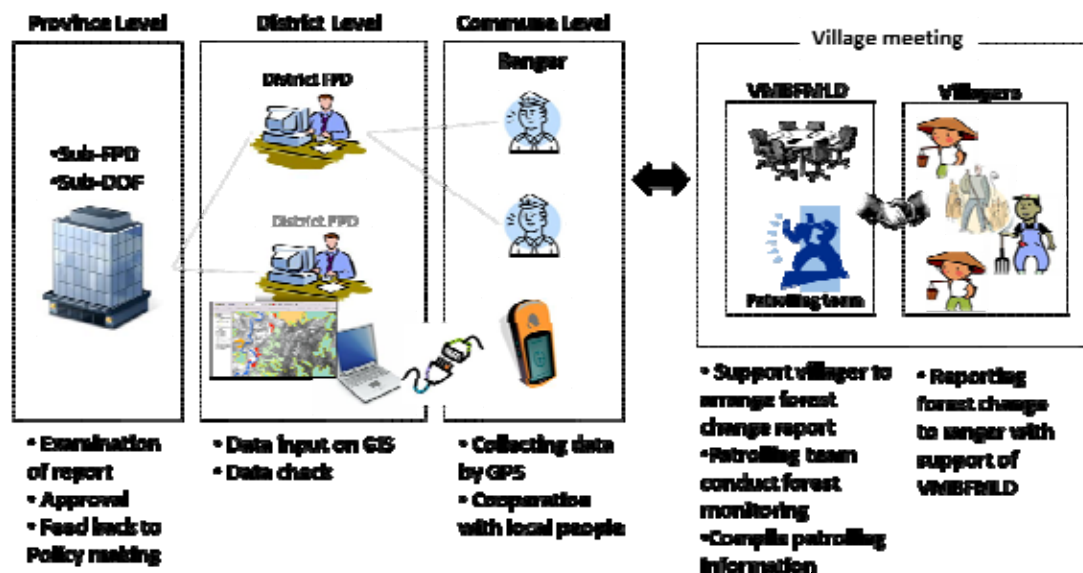 Province Level
District Level
Commune Level
Village meeting
•Sub-FPD
•Sub-DOF
District FPD
District FPD
Ranger
VMBFMLD
Patrolling team
Villagers
• Examination
of report
• Approval
• Feed back to
Policy making
• Data input on GIS
• Data check
• Collecting data
by GPS
• Cooperation
with local people
• Support villager to
arrange forest
change report
•Patrolling team
conduct forest
monitoring
•Compile patrolling
information
• Reporting
forest change
to ranger with
support of
VMBFMLD